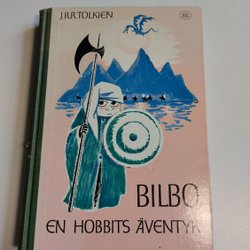 J.R.R.TOLKIEN
BILBO
EN HOBBITS ÄVENTYR